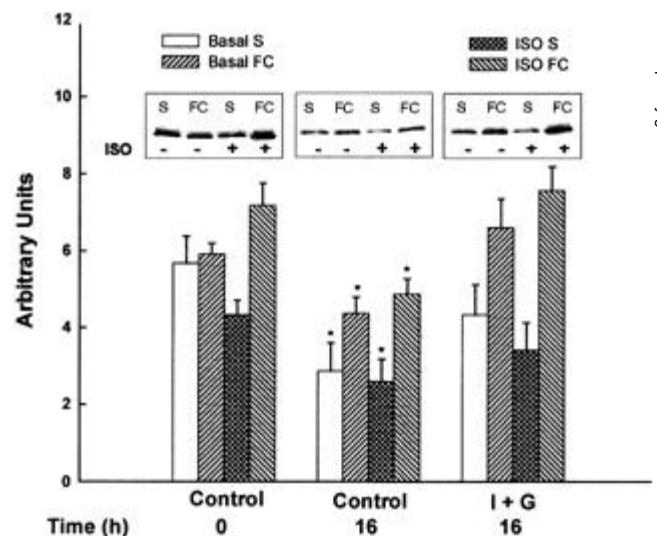 12
10
8
6
4
2
0
Arbitrary Units
Basal S
Basal FC
ISO S
ISO FC
S FC S FC
S FC S FC
S FC S FC
ISO - - + +
- - + +
- - + +
* * * *
Control Control I + G
Time (h) 0 16 16